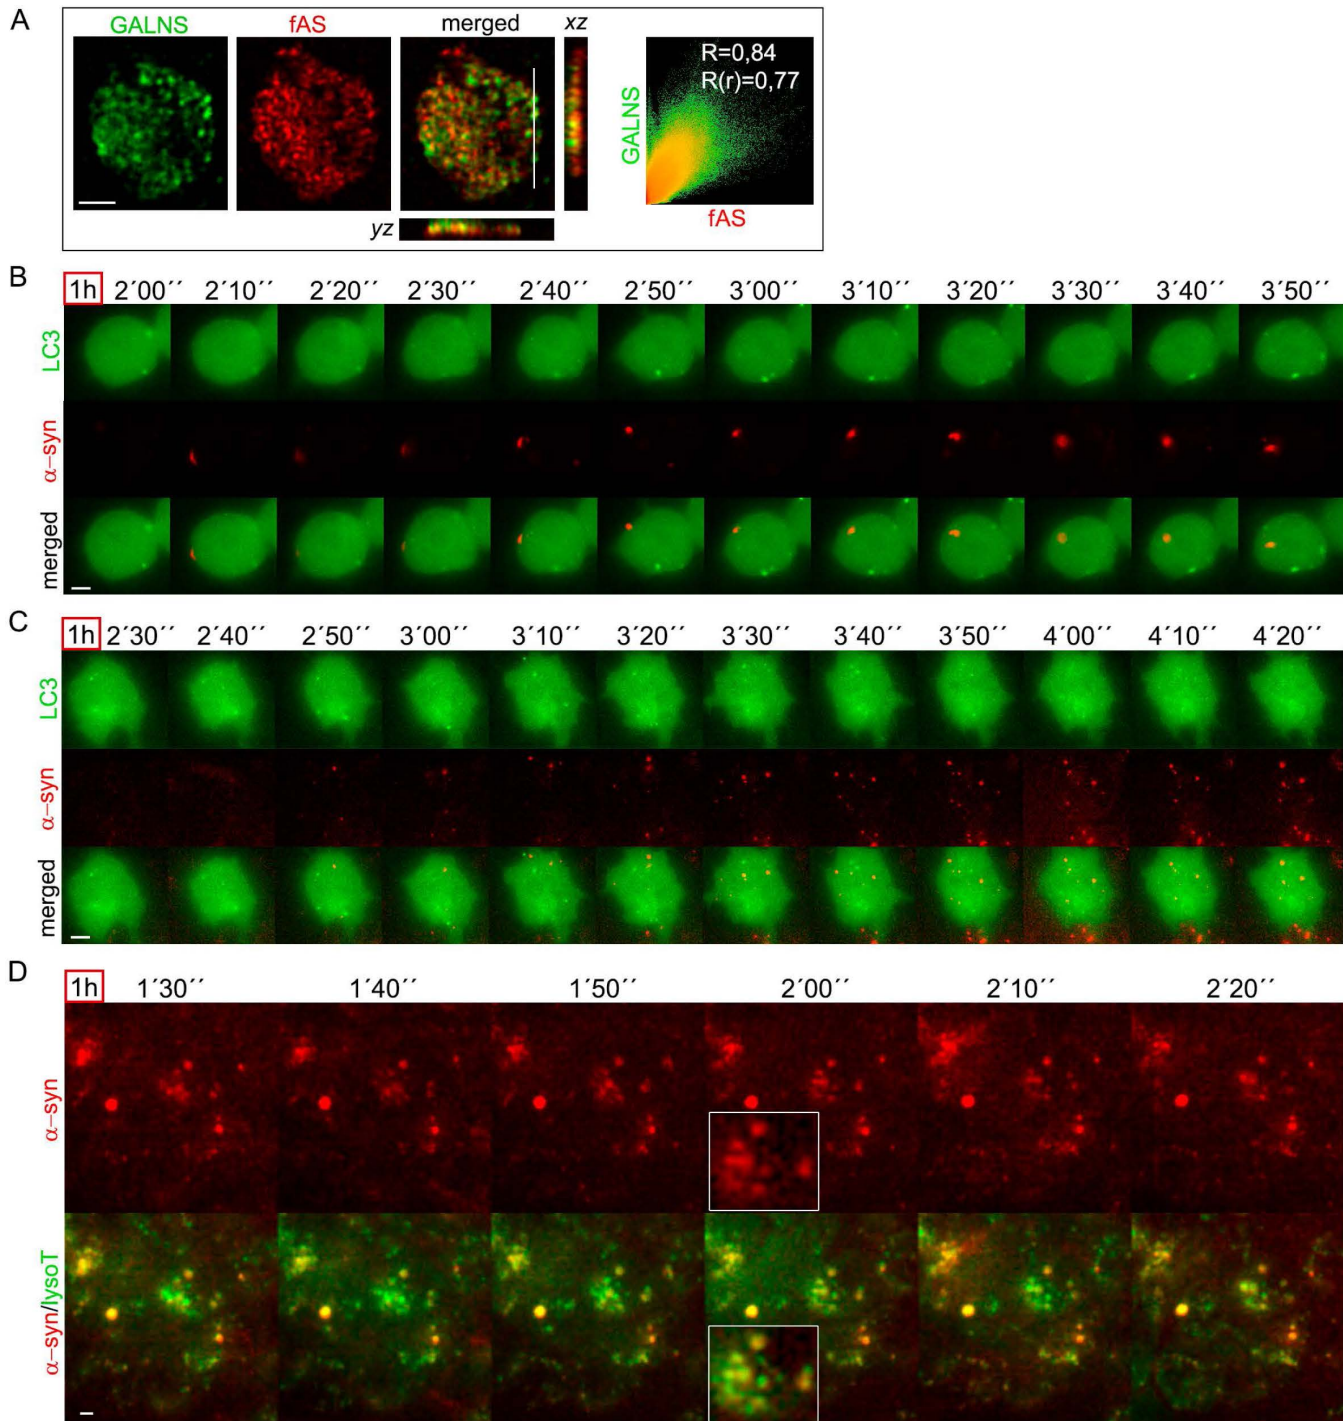 A
GALNS fAS merged xz
R=0,84
R(r)=0,77
GALNS
fAS
yz
B
1h 2´00´´ 2´10´´ 2´20´´ 2´30´´ 2´40´´ 2´50´´ 3´00´´ 3´10´´ 3´20´´ 3´30´´ 3´40´´ 3´50´´
LC3
α–syn
merged
C
1h 2´30´´ 2´40´´ 2´50´´ 3´00´´ 3´10´´ 3´20´´ 3´30´´ 3´40´´ 3´50´´ 4´00´´ 4´10´´ 4´20´´
LC3
α–syn
merged
D
1h 1´30´´ 1´40´´ 1´50´´ 2´00´´ 2´10´´ 2´20´´
α–syn
α–syn/lysoT